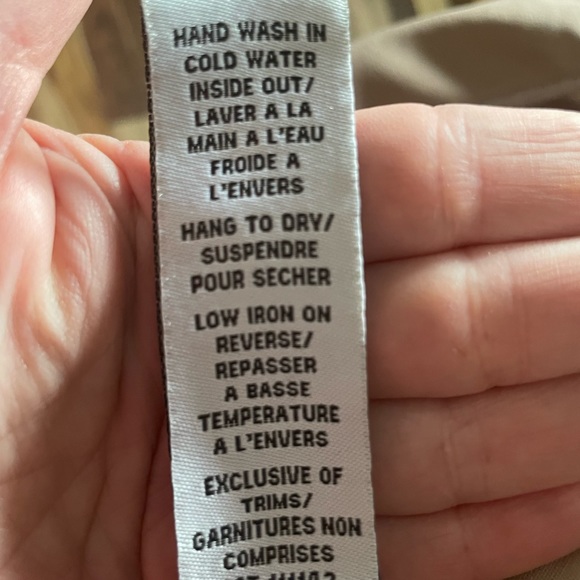 HAND WASH IN
COLD WATER
INSIDE OUT/
LAVER A LA
MAIN A L'EAU
FROIDE A
L'ENVERS
HANG TO DRY/
SUSPENDRE
POUR SECHER
LOW IRON ON
REVERSE/
REPASSER
A BASSE
TEMPERATURE
A L'ENVERS
EXCLUSIVE OF
TRIMS/
GARNITURES NON
COMPRISES